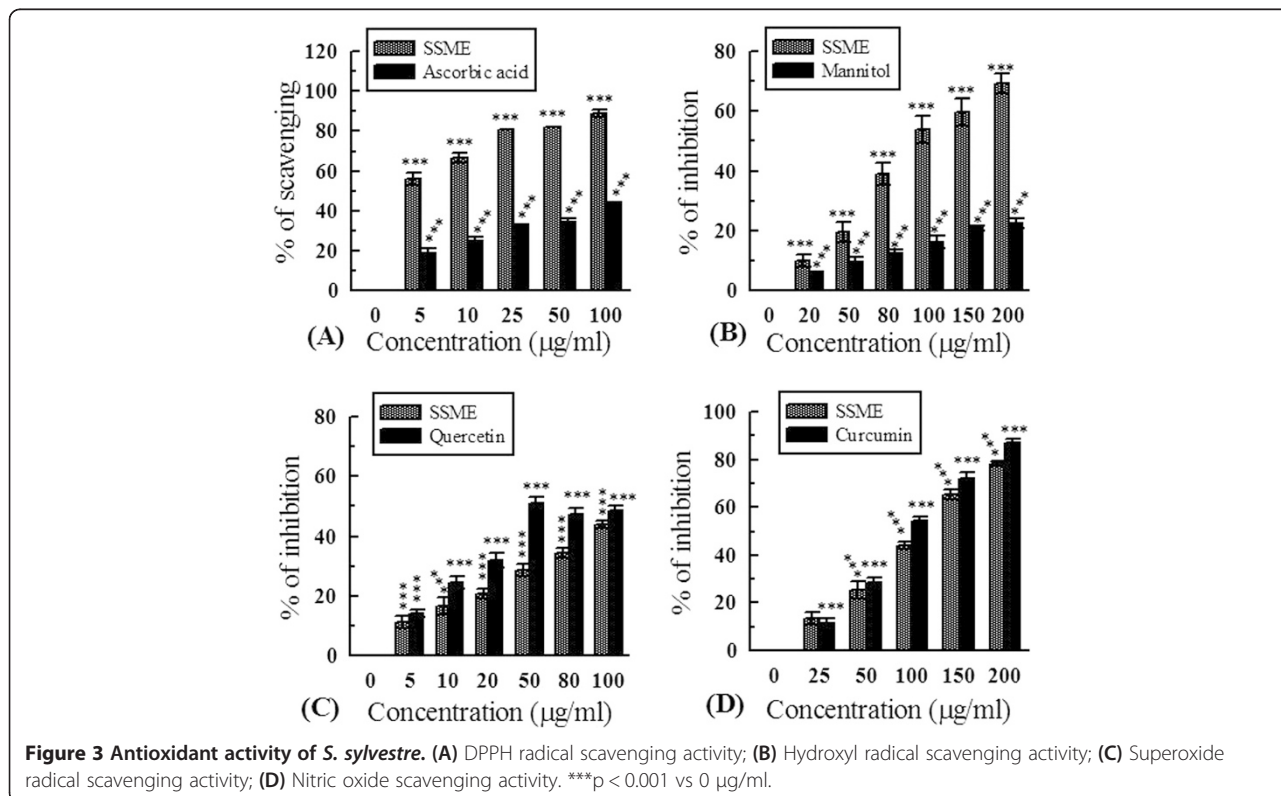 SSME
Ascorbic acid
% of scavenging
120
100
80
60
40
20
0
*** *** *** *** ***
*** *** *** *** ***
0 5 10 25 50 100
(A) Concentration (µg/ml)
SSME
Mannitol
% of inhibition
80
60
40
20
0
*** *** *** *** *** ***
*** *** *** *** *** ***
0 20 50 80 100 150 200
(B) Concentration (µg/ml)
SSME
Quercetin
% of inhibition
80
60
40
20
0
*** *** *** *** *** ***
*** *** *** *** *** ***
0 5 10 20 50 80 100
(C) Concentration (µg/ml)
SSME
Curcumin
% of inhibition
100
80
60
40
20
0
*** *** *** ***
*** *** *** *** ***
0 25 50 100 150 200
(D) Concentration (µg/ml)
Figure 3 Antioxidant activity of S. sylvestre. (A) DPPH radical scavenging activity; (B) Hydroxyl radical scavenging activity; (C) Superoxide
radical scavenging activity; (D) Nitric oxide scavenging activity. ***p < 0.001 vs 0 µg/ml.